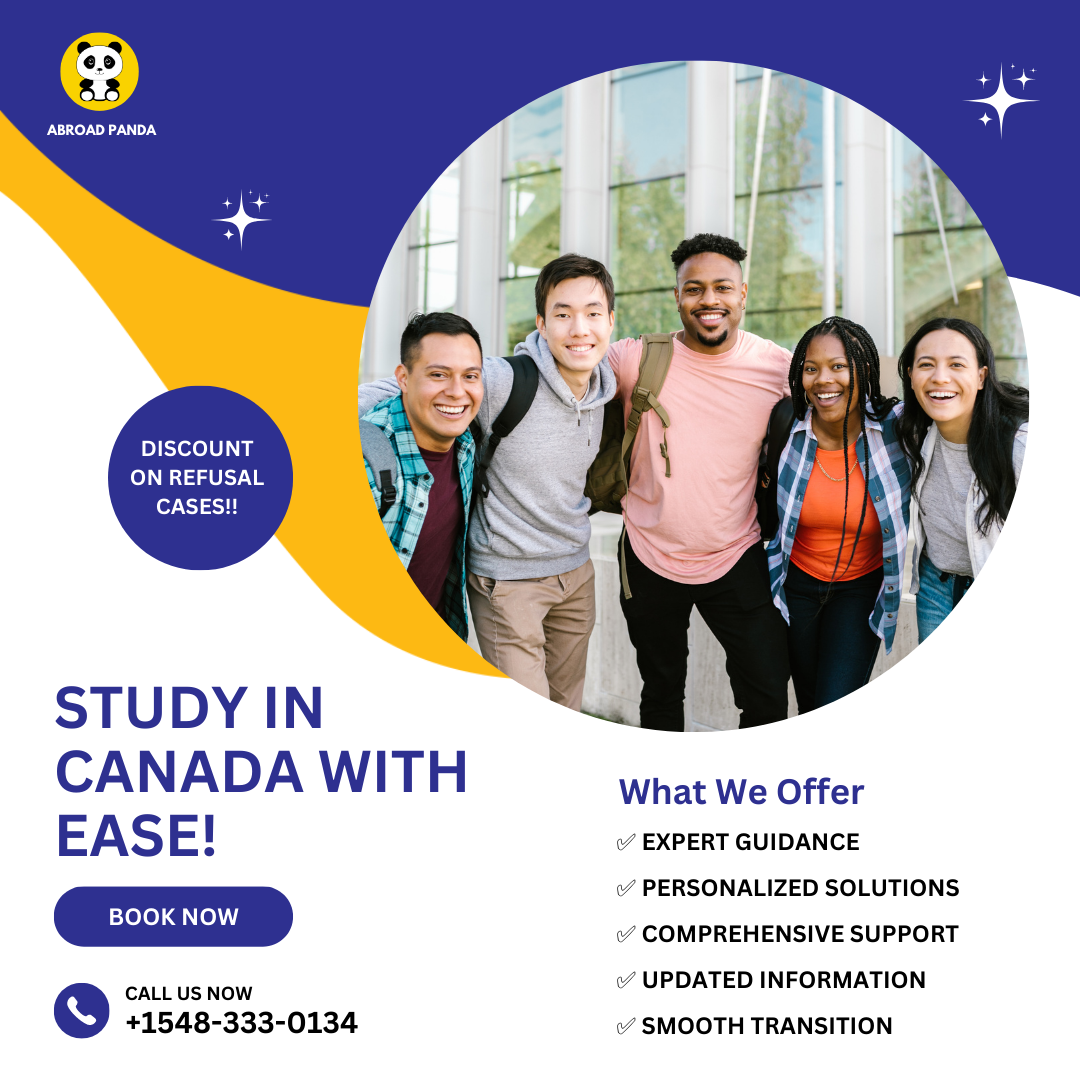 ABROAD PANDA
DISCOUNT
ON REFUSAL
CASES!!
STUDY IN
CANADA WITH
EASE!
BOOK NOW
CALL US NOW
+1548-333-0134
What We Offer
✅ EXPERT GUIDANCE
✅ PERSONALIZED SOLUTIONS
✅ COMPREHENSIVE SUPPORT
✅ UPDATED INFORMATION
✅ SMOOTH TRANSITION